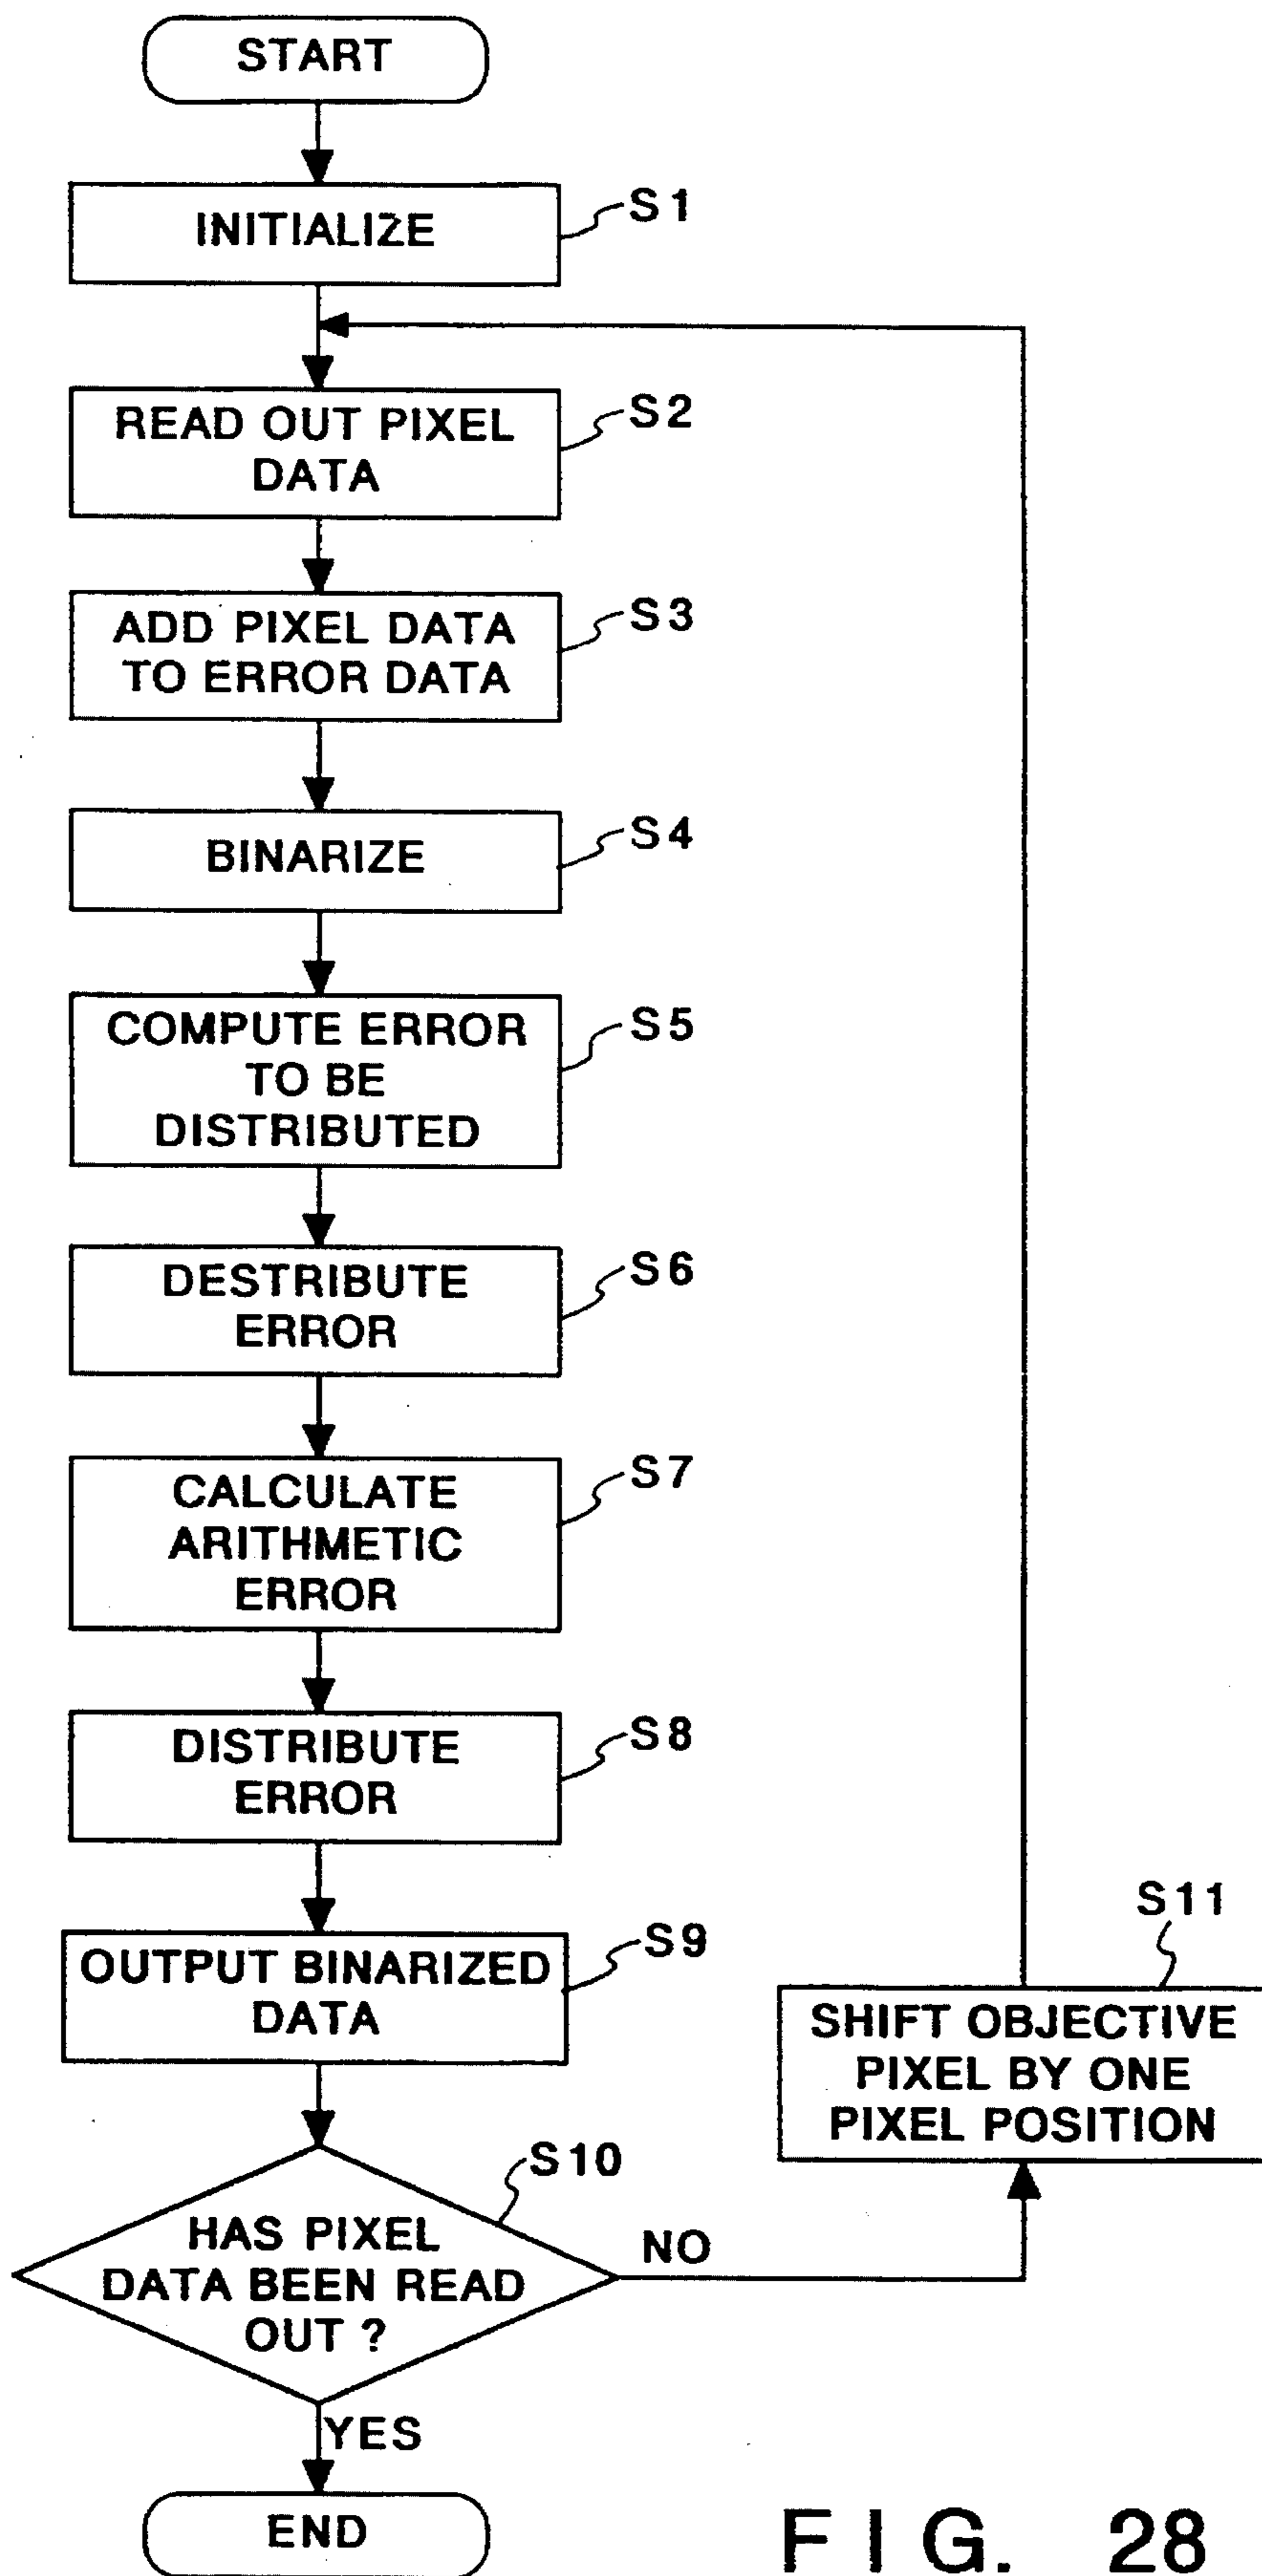 START
INITIALIZE
S1
READ OUT PIXEL
DATA
S2
ADD PIXEL DATA
TO ERROR DATA
S3
BINARIZE
S4
COMPUTE ERROR
TO BE
DISTRIBUTED
S5
DESTRIBUTE
ERROR
S6
CALCULATE
ARITHMETIC
ERROR
S7
DISTRIBUTE
ERROR
S8
OUTPUT BINARIZED
DATA
S9
S11
SHIFT OBJECTIVE
PIXEL BY ONE
PIXEL POSITION
S10
HAS PIXEL
DATA BEEN READ
OUT ?
NO
YES
END
FIG. 28